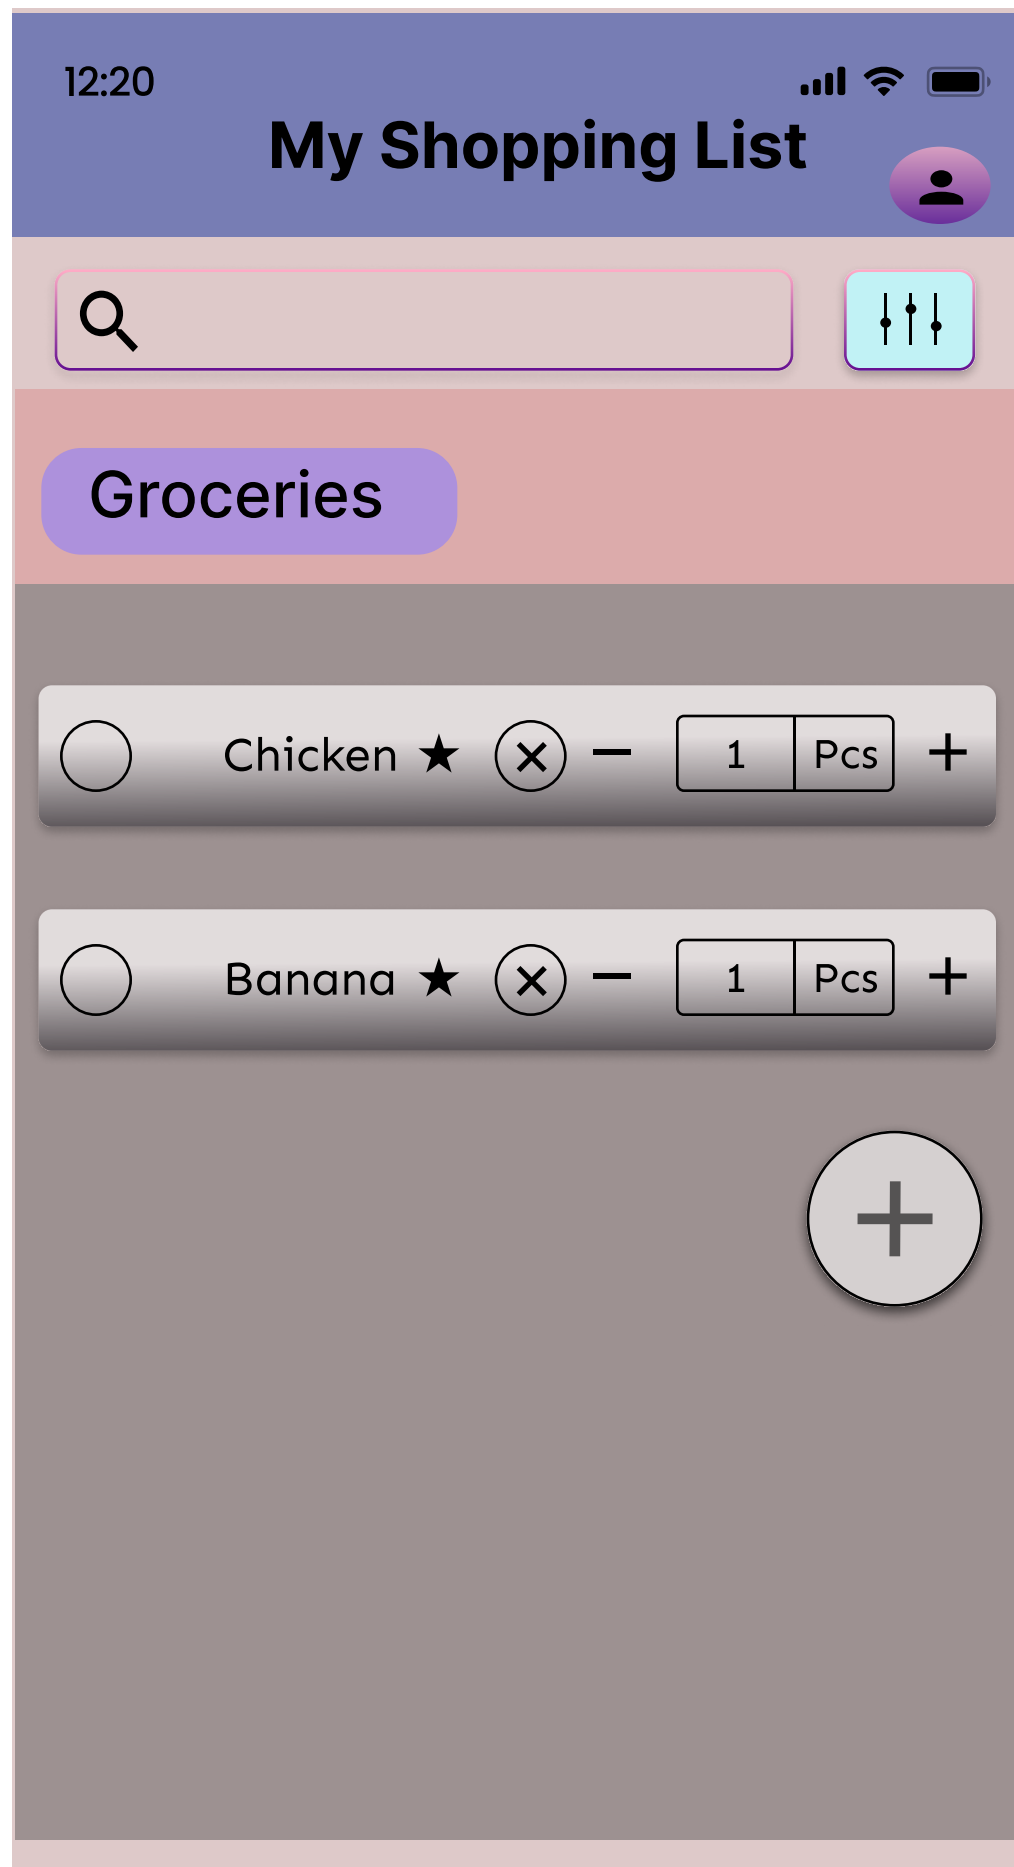 12:20
My Shopping List
Groceries
Chicken ★ 1 Pcs
Banana ★ 1 Pcs